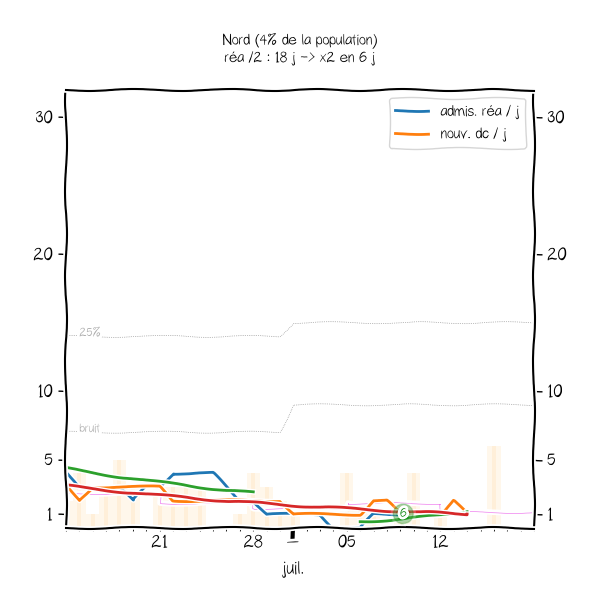 Nord (4% de la population)
réa /2 : 18 j -> x2 en 6 j
admis. réa / j
nouv. dc / j
30
30
20
20
25%
10
10
bruit
5
5
6
1
1
21
28
05
12
juil.